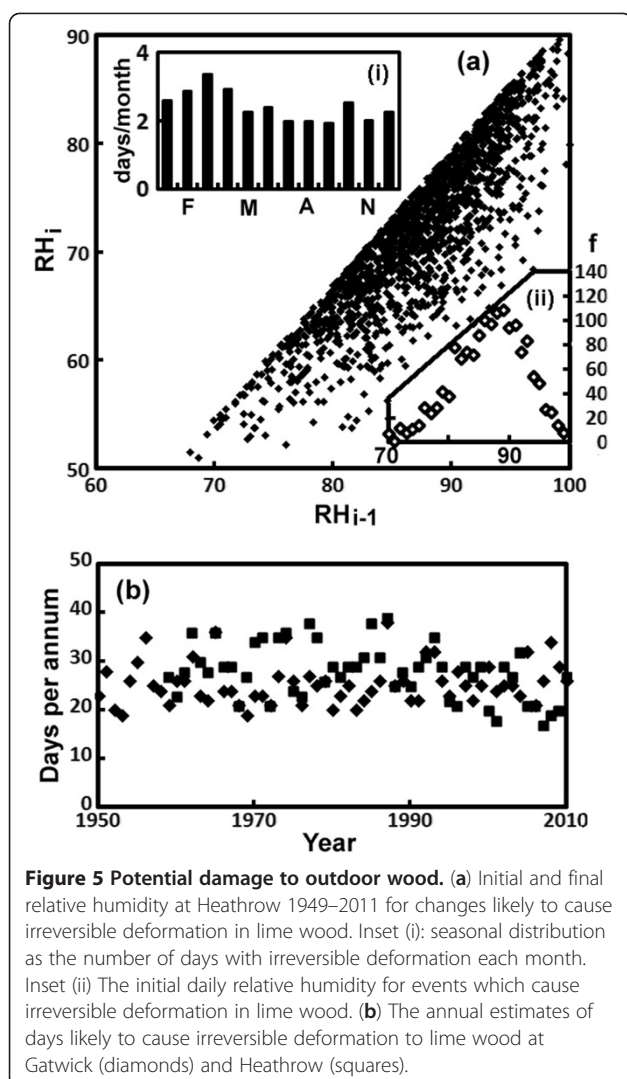 90
80
70
60
50
RHi
60 70 80 90 100
RHi-1
(a)
4
2
0
days/month
(i)
F M A N
f
140
120
100
80
60
40
20
0
(ii)
70 90
(b)
50
40
30
20
10
0
Days per annum
1950 1970 1990 2010
Year
Figure 5 Potential damage to outdoor wood. (a) Initial and final
relative humidity at Heathrow 1949–2011 for changes likely to cause
irreversible deformation in lime wood. Inset (i): seasonal distribution
as the number of days with irreversible deformation each month.
Inset (ii) The initial daily relative humidity for events which cause
irreversible deformation in lime wood. (b) The annual estimates of
days likely to cause irreversible deformation to lime wood at
Gatwick (diamonds) and Heathrow (squares).